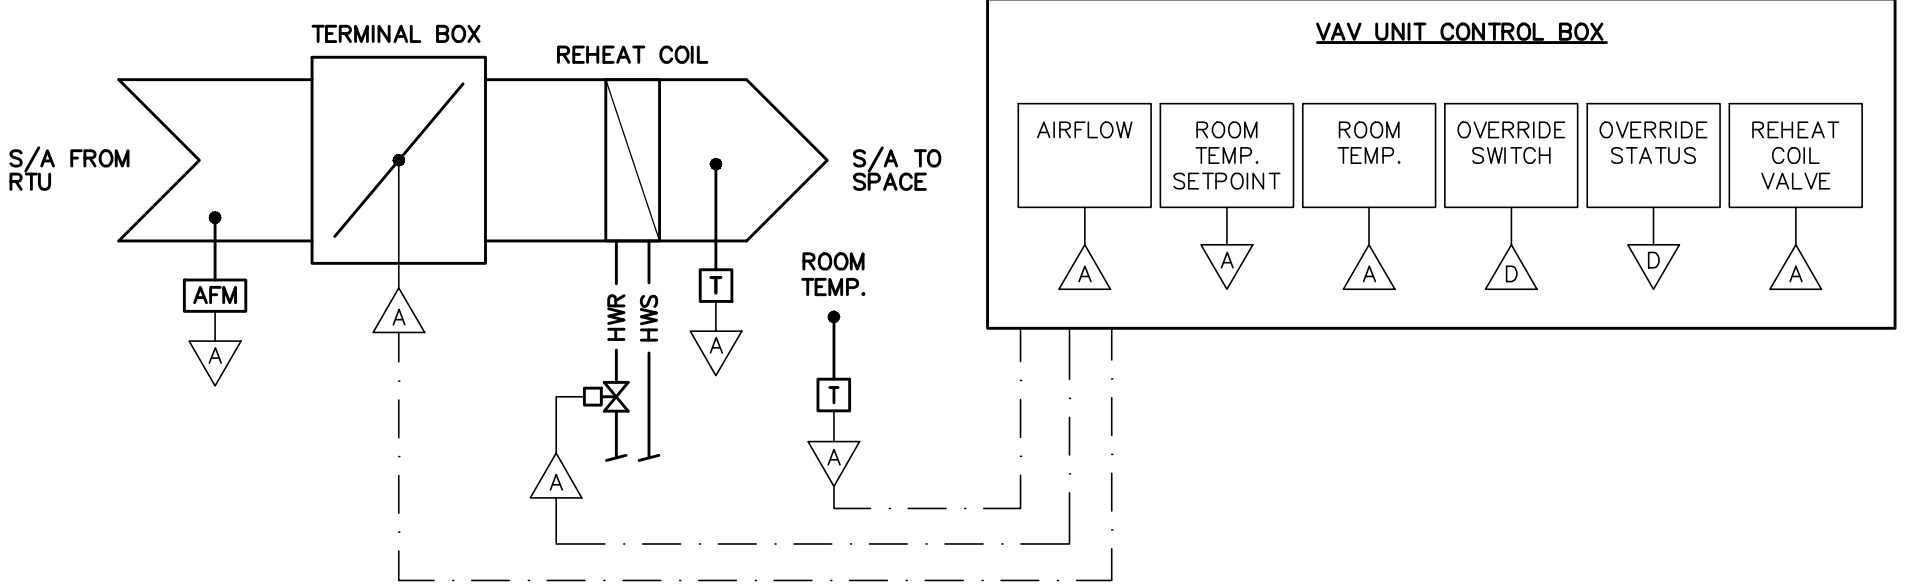 TERMINAL BOX
REHEAT COIL
S/A FROM
RTU
S/A TO
SPACE
AFM
A
A
HWR
HWS
T
A
A
ROOM
TEMP.
T
A
VAV UNIT CONTROL BOX
AIRFLOW
A
ROOM
TEMP.
SETPOINT
A
ROOM
TEMP.
A
OVERRIDE
SWITCH
D
OVERRIDE
STATUS
D
REHEAT
COIL
VALVE
A